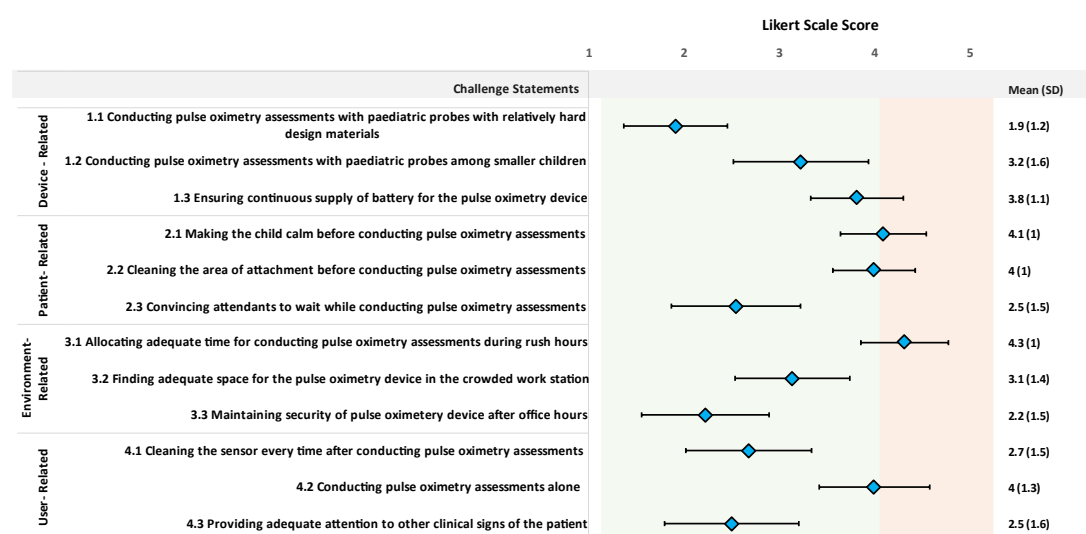 Likert Scale Score
1 2 3 4 5
Challenge Statements Mean (SD)
Device - Related
1.1 Conducting pulse oximetry assessments with paediatric probes with relatively hard
design materials
1.9 (1.2)
1.2 Conducting pulse oximetry assessments with paediatric probes among smaller children 3.2 (1.6)
1.3 Ensuring continuous supply of battery for the pulse oximetry device 3.8 (1.1)
Patient- Related
2.1 Making the child calm before conducting pulse oximetry assessments 4.1 (1)
2.2 Cleaning the area of attachment before conducting pulse oximetry assessments 4 (1)
2.3 Convincing attendants to wait while conducting pulse oximetry assessments 2.5 (1.5)
Environment-
Related
3.1 Allocating adequate time for conducting pulse oximetry assessments during rush hours 4.3 (1)
3.2 Finding adequate space for the pulse oximetry device in the crowded work station 3.1 (1.4)
3.3 Maintaining security of pulse oximetery device after office hours 2.2 (1.5)
User- Related
4.1 Cleaning the sensor every time after conducting pulse oximetry assessments 2.7 (1.5)
4.2 Conducting pulse oximetry assessments alone 4 (1.3)
4.3 Providing adequate attention to other clinical signs of the patient 2.5 (1.6)